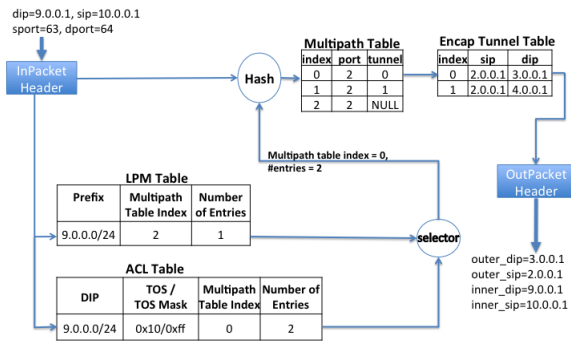 dip=9.0.0.1, sip=10.0.0.1
sport=63, dport=64
InPacket
Header
Hash
Multipath Table
index port tunnel
0 2 0
1 2 1
2 2 NULL
Encap Tunnel Table
index sip dip
0 2.0.0.1 3.0.0.1
1 2.0.0.1 4.0.0.1
Multipath table index = 0,
#entries = 2
OutPacket
Header
LPM Table
Prefix Multipath Table Index Number of Entries
9.0.0.0/24 2 1
selector
ACL Table
DIP TOS / TOS Mask Multipath Table Index Number of Entries
9.0.0.0/24 0x10/0xff 0 2
outer_dip=3.0.0.1
outer_sip=2.0.0.1
inner_dip=9.0.0.1
inner_sip=10.0.0.1